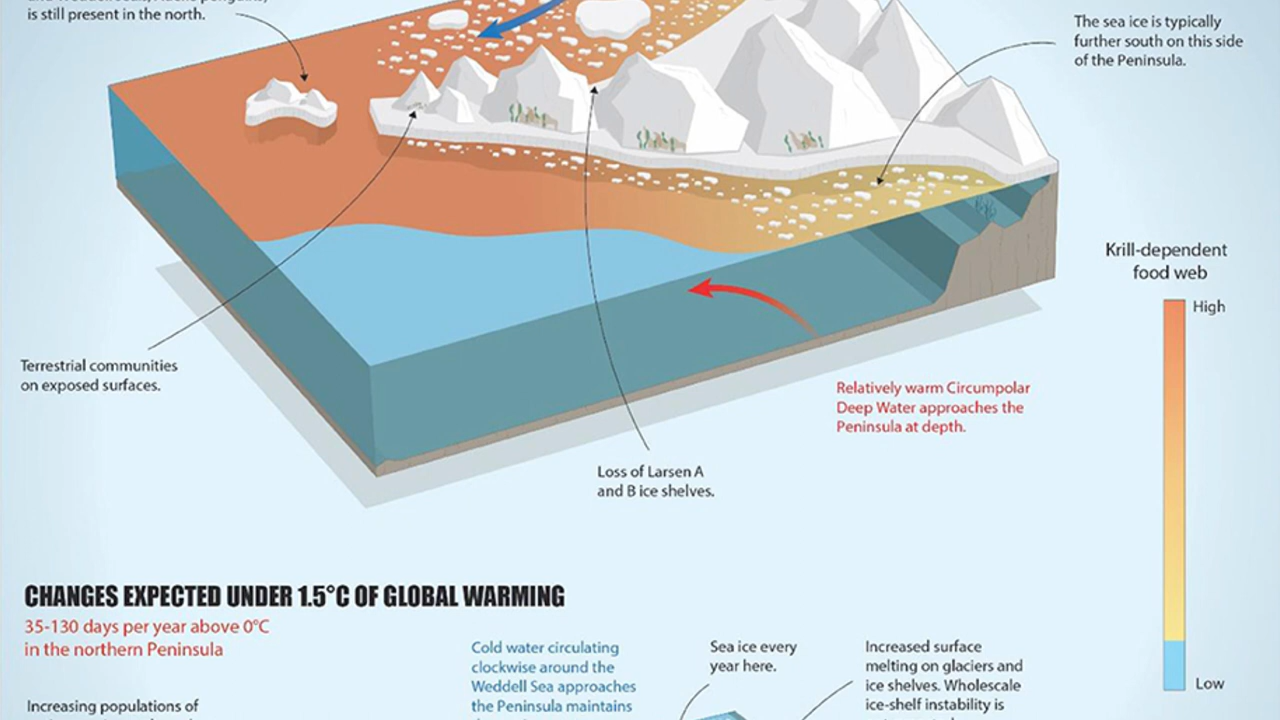 is still present in the north.
The sea ice is typically
further south on this side
of the Peninsula.
Krill-dependent
food web
High
Terrestrial communities
on exposed surfaces.
Relatively warm Circumpolar
Deep Water approaches the
Peninsula at depth.
Loss of Larsen A
and B ice shelves.
CHANGES EXPECTED UNDER 1.5°C OF GLOBAL WARMING
35-130 days per year above 0°C
in the northern Peninsula
Cold water circulating
clockwise around the
Weddell Sea approaches
the Peninsula maintains
Sea ice every
year here.
Increased surface
melting on glaciers and
ice shelves. Wholescale
ice-shelf instability is
Low
Increasing populations of